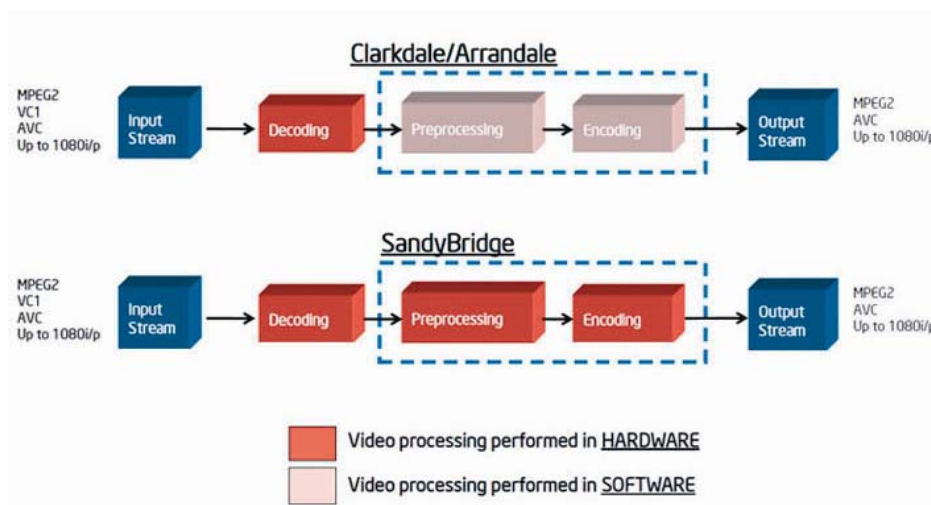 Clarkdale/Arrandale
MPEG2
VC1
AVC
Up to 1080i/p
Input
Stream
Decoding
Preprocessing
Encoding
Output
Stream
MPEG2
AVC
Up to 1080i/p
SandyBridge
MPEG2
VC1
AVC
Up to 1080i/p
Input
Stream
Decoding
Preprocessing
Encoding
Output
Stream
MPEG2
AVC
Up to 1080i/p
Video processing performed in HARDWARE
Video processing performed in SOFTWARE